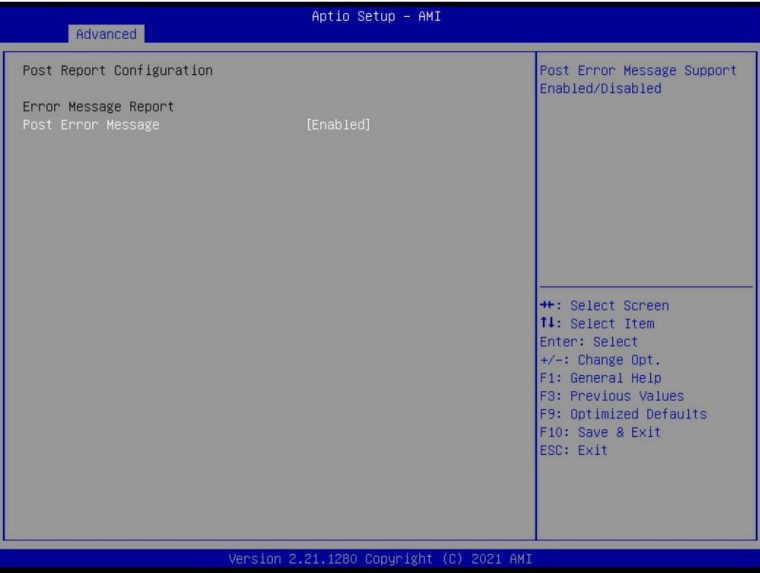 Aptio Setup - AMI
Advanced
Post Report Configuration
Error Message Report
Post Error Message [Enabled]
Post Error Message Support
Enabled/Disabled
→←: Select Screen
↑↓: Select Item
Enter: Select
+/-: Change Opt.
F1: General Help
F3: Previous Values
F9: Optimized Defaults
F10: Save & Exit
ESC: Exit
Version 2.21.1280 Copyright (C) 2021 AMI